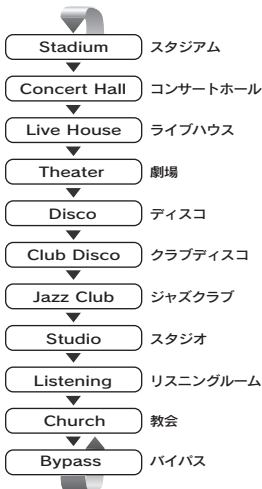 Stadium スタジアム
Concert Hall コンサートホール
Live House ライブハウス
Theater 劇場
Disco ディスコ
Club Disco クラブディスコ
Jazz Club ジャズクラブ
Studio スタジオ
Listening リスニングルーム
Church 教会
Bypass バイパス